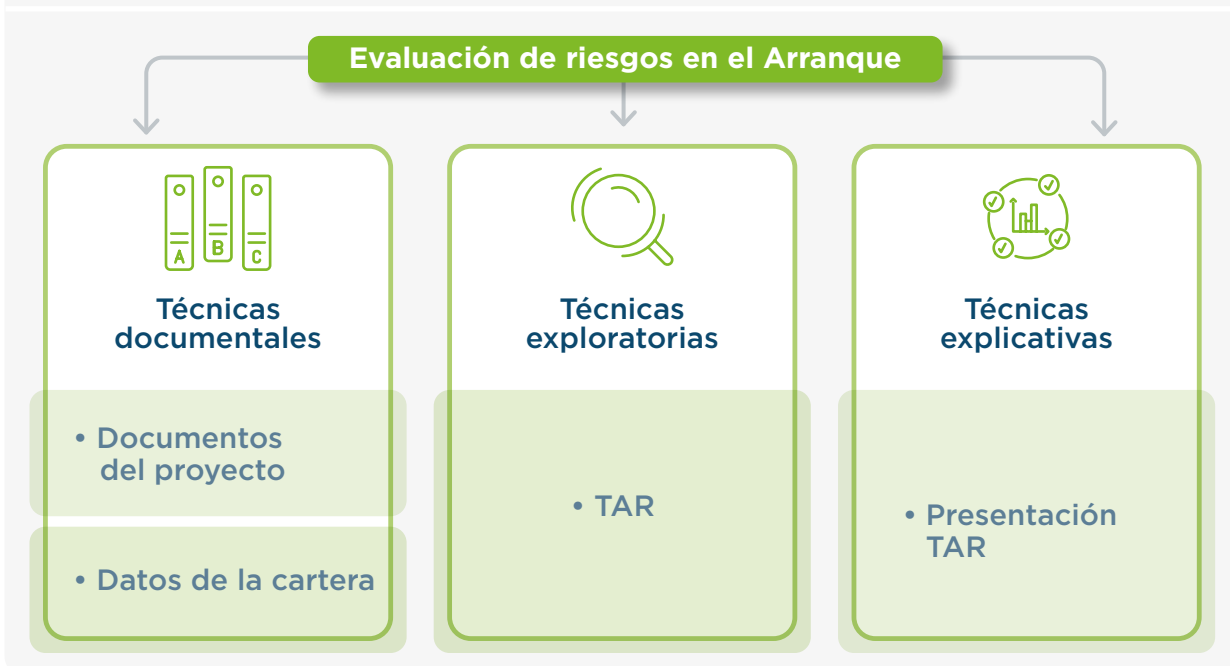 Evaluación de riesgos en el Arranque
A
B
C
Técnicas
documentales
• Documentos
del proyecto
• Datos de la cartera
Técnicas
exploratorias
• TAR
Técnicas
explicativas
• Presentación
TAR